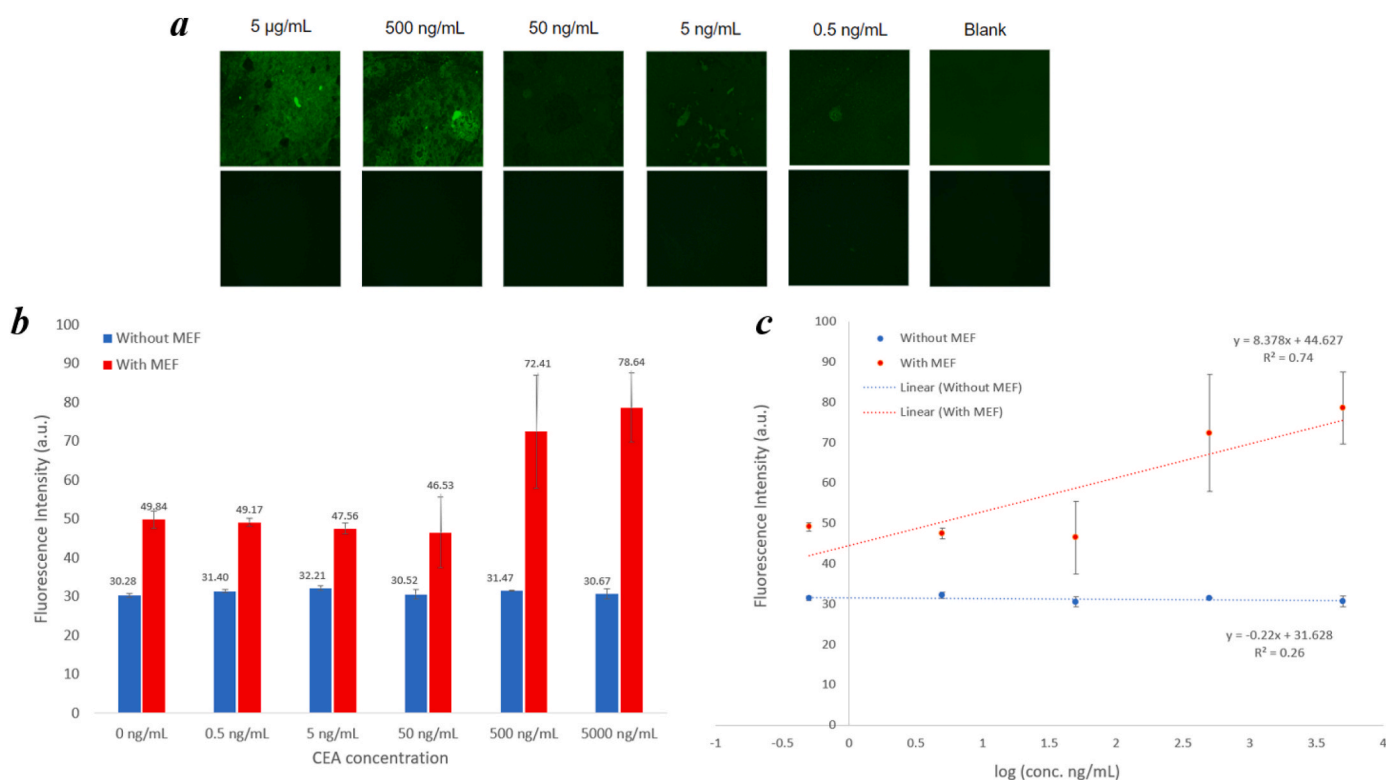 a
5 µg/mL 500 ng/mL 50 ng/mL 5 ng/mL 0.5 ng/mL Blank
b
Without MEF
With MEF
Fluorescence Intensity (a.u.)
100
90
80
70
60
50
40
30
20
10
0
30.28
49.84
31.40
49.17
32.21
47.56
30.52
46.53
31.47
72.41
30.67
78.64
0 ng/mL 0.5 ng/mL 5 ng/mL 50 ng/mL 500 ng/mL 5000 ng/mL
CEA concentration
c
Without MEF
With MEF
Linear (Without MEF)
Linear (With MEF)
y = 8.378x + 44.627
R² = 0.74
y = -0.22x + 31.628
R² = 0.26
Fluorescence Intensity (a.u.)
100
90
80
70
60
50
40
30
20
10
0
-1 -0.5 0 0.5 1 1.5 2 2.5 3 3.5 4
log (conc. ng/mL)